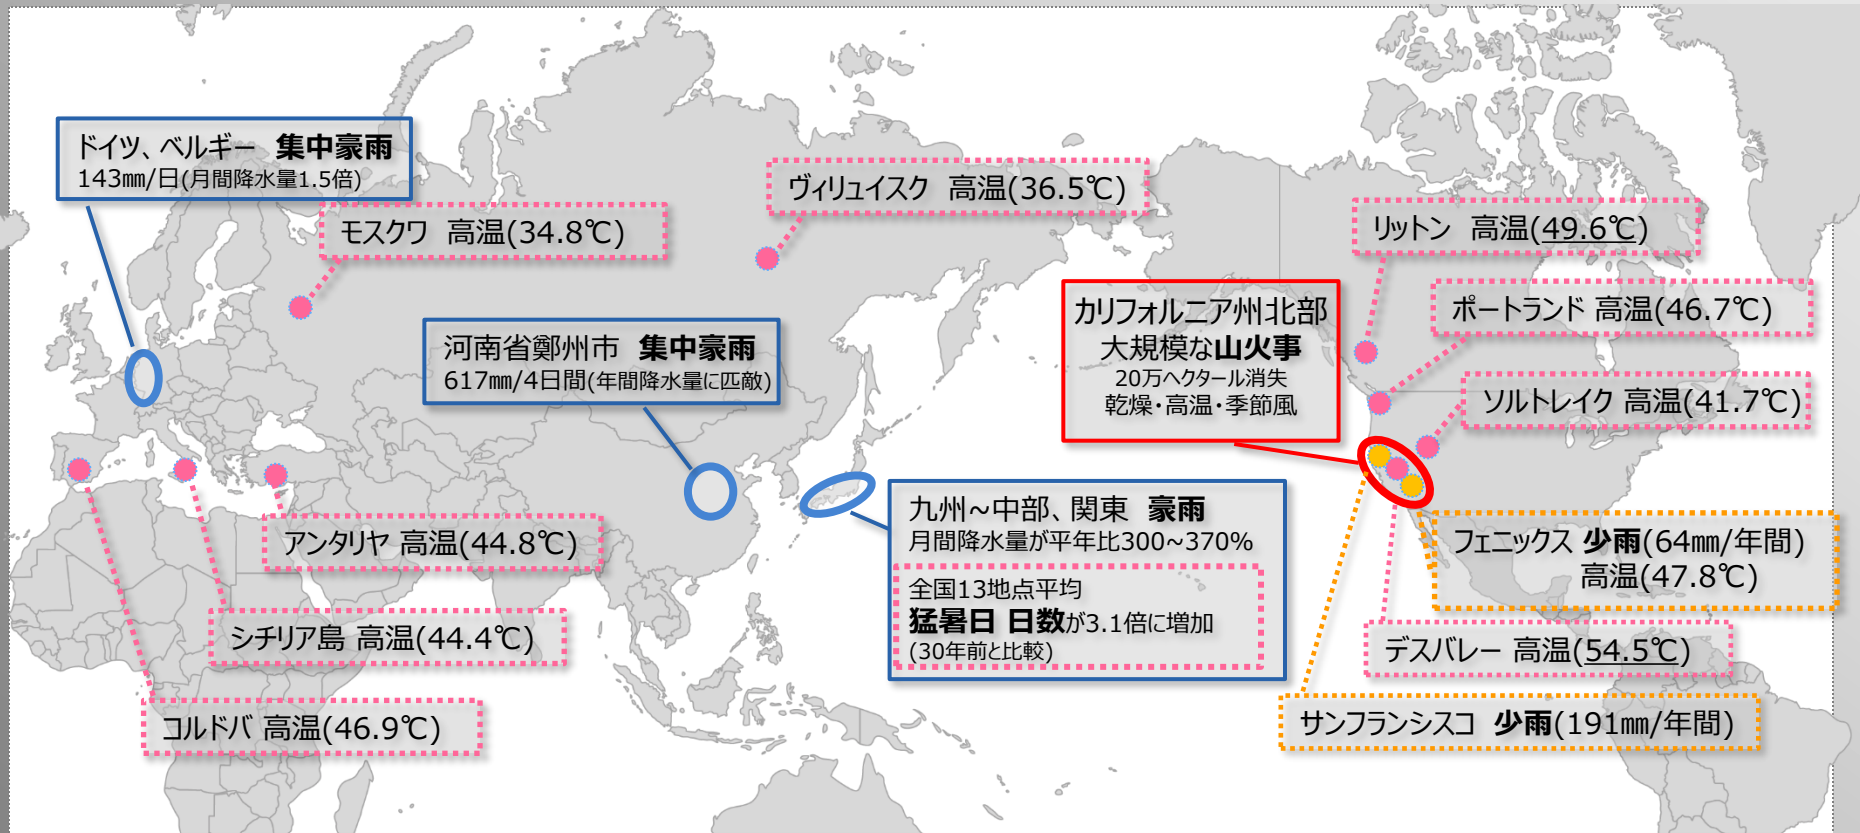 ドイツ、ベルギー 集中豪雨
143㎜/日(月間降水量1.5倍)
モスクワ 高温(34.8℃)
ヴィリュイスク 高温(36.5℃)
リットン 高温(49.6℃)
ポートランド 高温(46.7℃)
ソルトレイク 高温(41.7℃)
カリフォルニア州北部
大規模な山火事
20万ヘクタール消失
乾燥・高温・季節風
河南省鄭州市 集中豪雨
617㎜/4日間(年間降水量に匹敵)
九州~中部、関東 豪雨
月間降水量が平年比300~370%
全国13地点平均
猛暑日 日数が3.1倍に増加
(30年前と比較)
アンタリヤ 高温(44.8℃)
シチリア島 高温(44.4℃)
コルドバ 高温(46.9℃)
フェニックス 少雨(64㎜/年間)
高温(47.8℃)
デスバレー 高温(54.5℃)
サンフランシスコ 少雨(191㎜/年間)